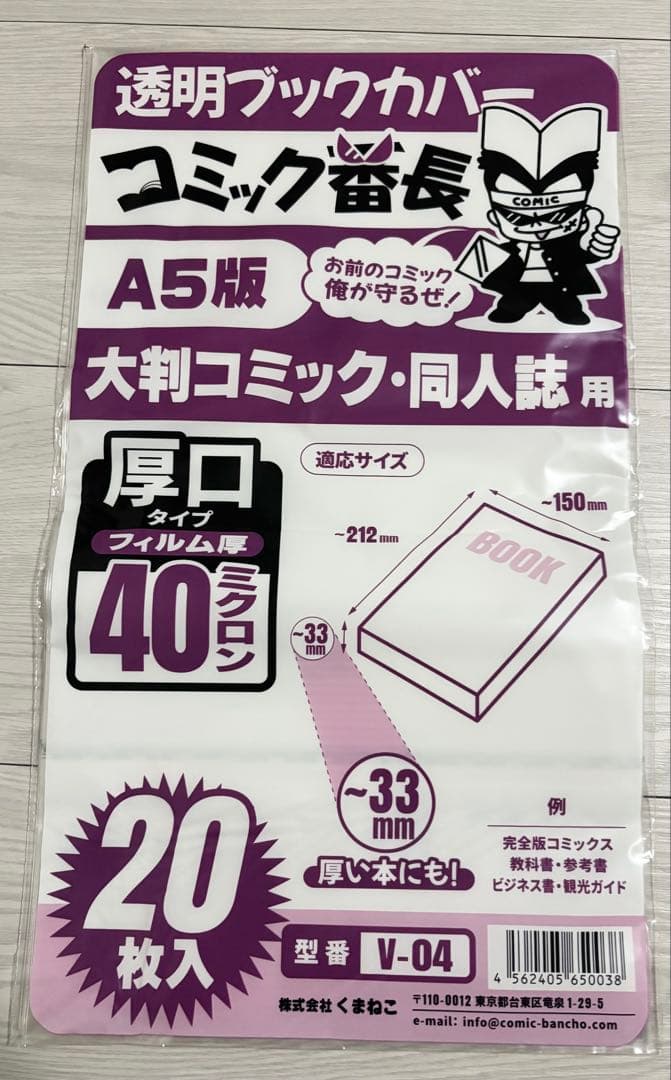 透明ブックカバー
コミック番長
COMIC
A5版
お前のコミック
俺が守るぜ！
大判コミック・同人誌 用
厚口
タイプ
フィルム厚
40ミクロン
適応サイズ
~150mm
~212mm
BOOK
~33
mm
~33
mm
厚い本にも！
例
完全版コミックス
教科書・参考書
ビジネス書・観光ガイド
20
枚入
型番 V-04
4 562405 650038
株式会社 くまねこ
〒110-0012 東京都台東区竜泉 1-29-5
e-mail: info@comic-bancho.com